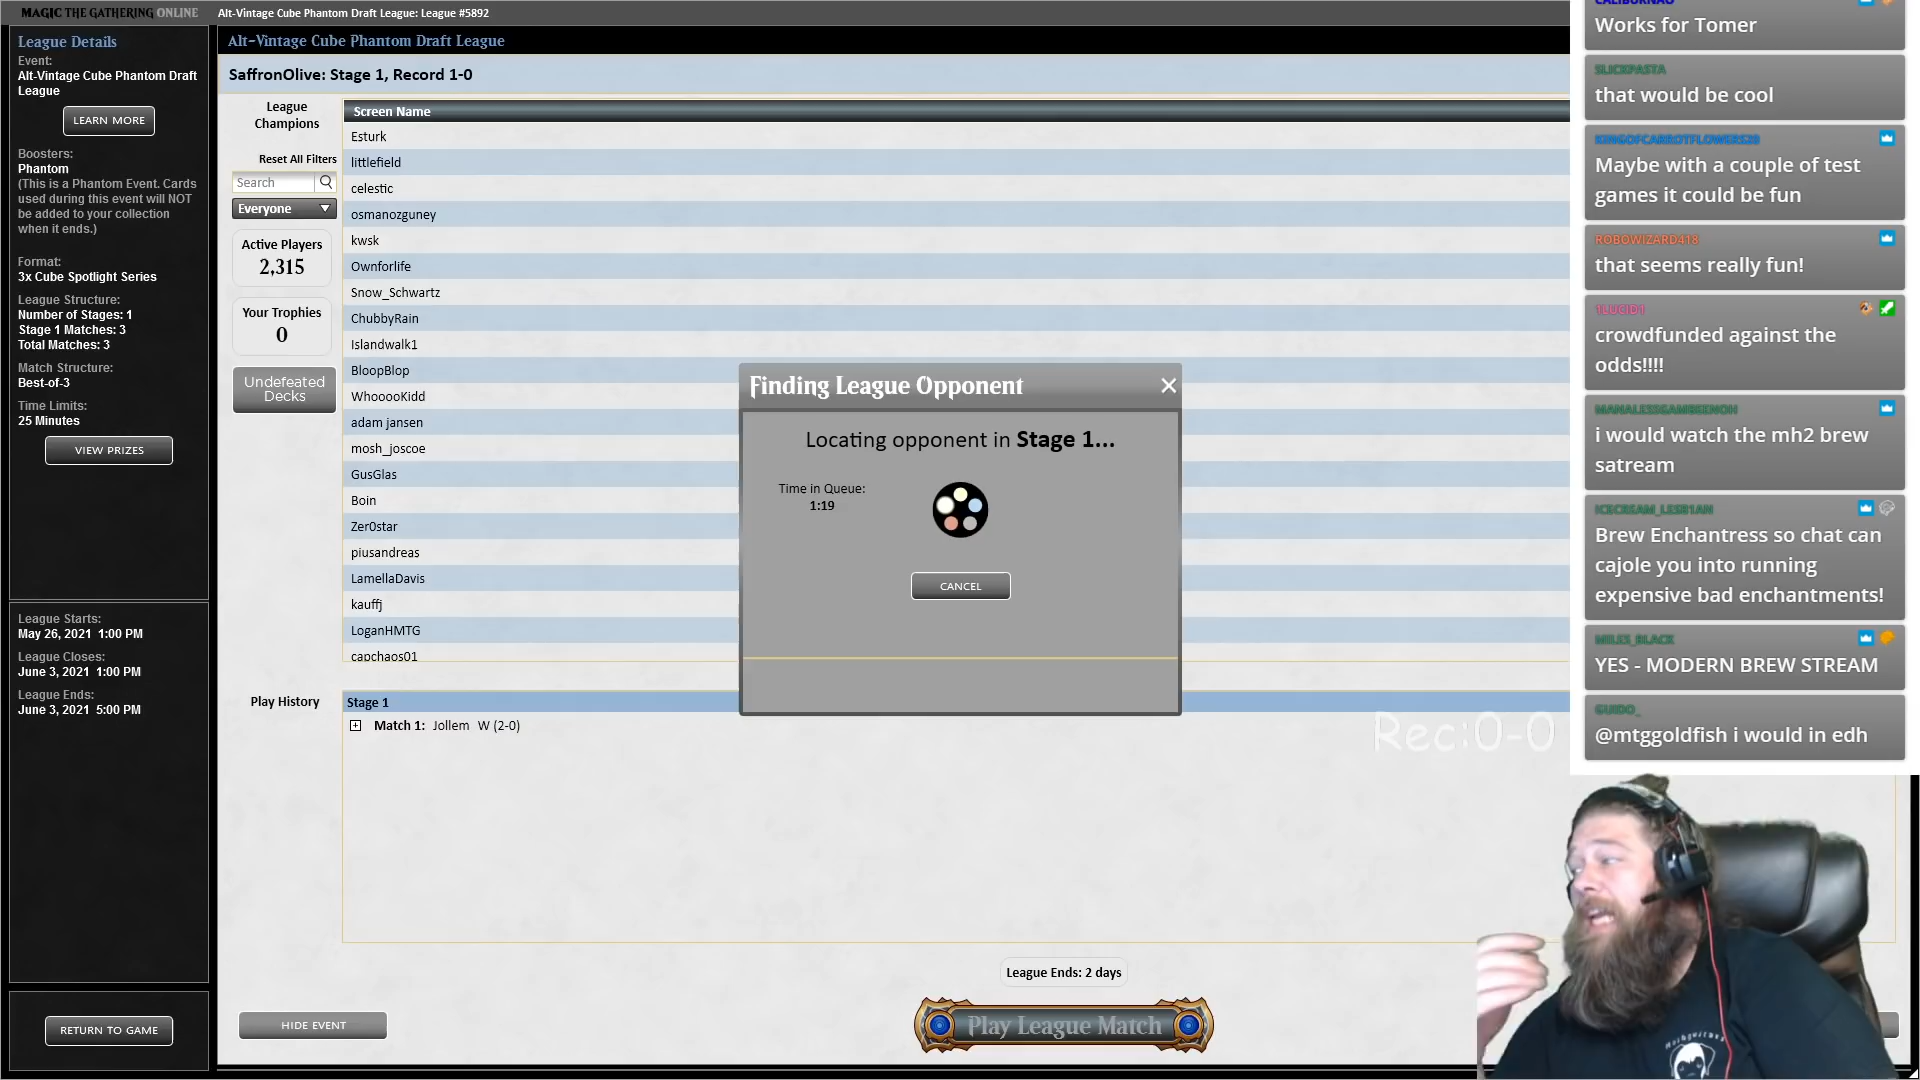 MAGIC THE GATHERING ONLINE
Alt-Vintage Cube Phantom Draft League: League #5892
League Details
Event:
Alt-Vintage Cube Phantom Draft
League
LEARN MORE
Boosters:
Phantom
(This is a Phantom Event. Cards
used during this event will NOT
be added to your collection
when it ends.)
Format:
3x Cube Spotlight Series
League Structure:
Number of Stages: 1
Stage 1 Matches: 3
Total Matches: 3
Match Structure:
Best-of-3
Time Limits:
25 Minutes
VIEW PRIZES
League Starts:
May 26, 2021 1:00 PM
League Closes:
June 3, 2021 1:00 PM
League Ends:
June 3, 2021 5:00 PM
RETURN TO GAME
Alt-Vintage Cube Phantom Draft League
SaffronOlive: Stage 1, Record 1-0
League
Champions
Reset All Filters
Search
Everyone
Active Players
2,315
Your Trophies
0
Undefeated
Decks
Screen Name
Esturk
littlefield
celestic
osmanozguney
kwsk
Ownforlife
Snow_Schwartz
ChubbyRain
Islandwalk1
BloopBlop
WhooooKidd
adam jansen
mosh_joscoe
GusGlas
Boin
Zer0star
piusandreas
LamellaDavis
kauffj
LoganHMTG
capchaos01
Finding League Opponent
Locating opponent in Stage 1...
Time in Queue:
1:19
CANCEL
Play History
Stage 1
Match 1: Jollem W (2-0)
Rec:0-0
League Ends: 2 days
HIDE EVENT
Play League Match
CALIBURNAO
Works for Tomer
SLICKPASTA
that would be cool
KINGOFCARROTFLOWERS28
Maybe with a couple of test
games it could be fun
ROBOWIZARD418
that seems really fun!
1LUCID1
crowdfunded against the
odds!!!!
MANALESSGAMBEENOH
i would watch the mh2 brew
satream
ICECREAM_LESB1AN
Brew Enchantress so chat can
cajole you into running
expensive bad enchantments!
MILES_BLACK
YES - MODERN BREW STREAM
GUIDO_
@mtggoldfish i would in edh